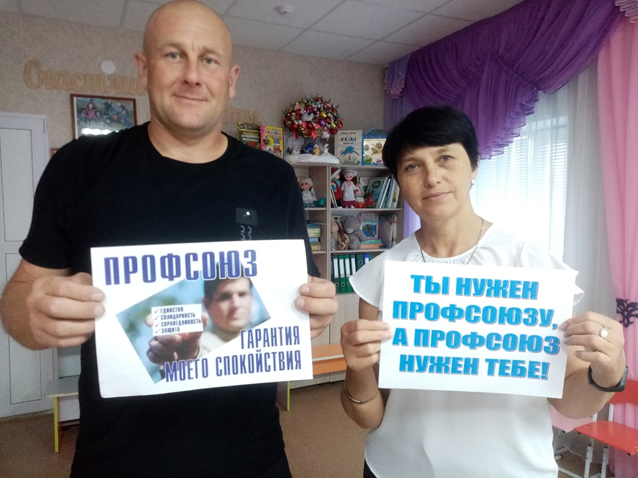 ПРОФСОЮЗ
ЕДИНСТВО
СОЛИДАРНОСТЬ
СПРАВЕДЛИВОСТЬ
ЗАЩИТА
ГАРАНТИЯ
МОЕГО СПОКОЙСТВИЯ
ТЫ НУЖЕН
ПРОФСОЮЗУ,
А ПРОФСОЮЗ
НУЖЕН ТЕБЕ!